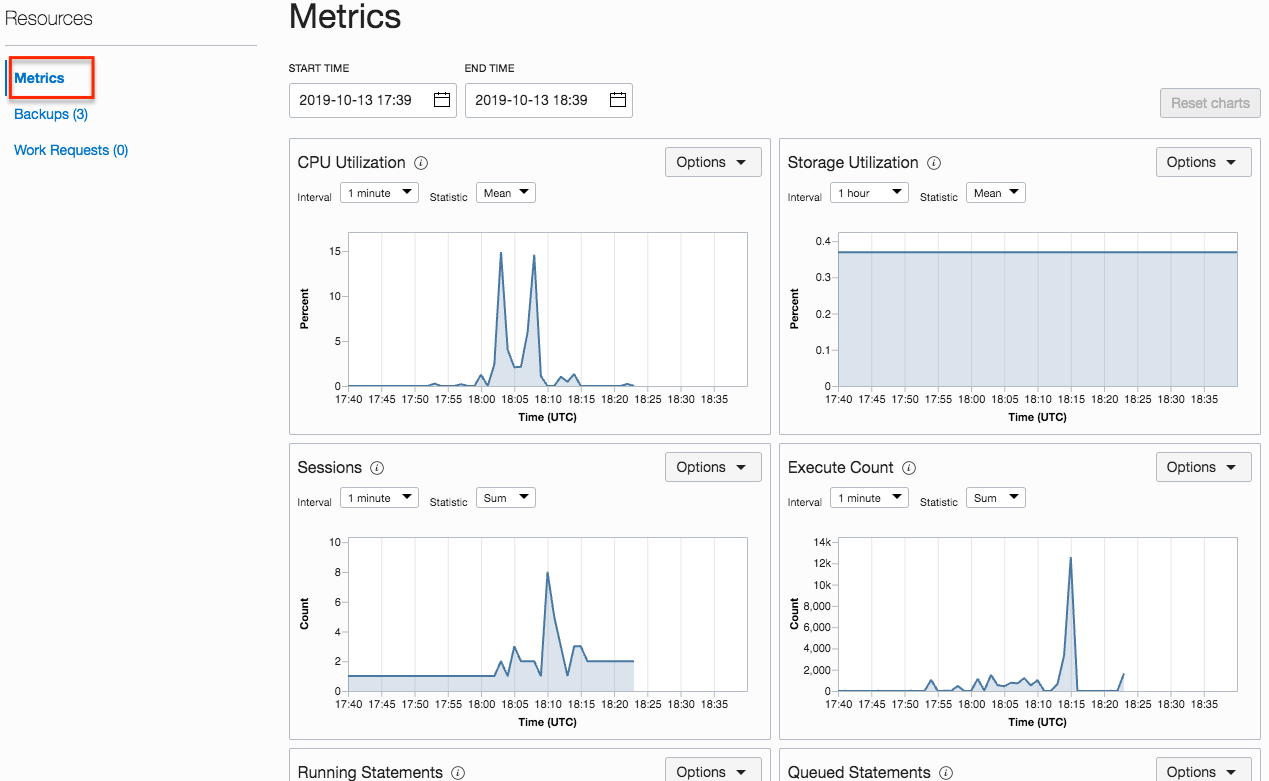 Resources
Metrics
Backups (3)
Work Requests (0)
Metrics
START TIME END TIME
2019-10-13 17:39 2019-10-13 18:39
Reset charts
CPU Utilization Options
Interval 1 minute Statistic Mean
15
10
5
0
Percent
17:40 17:45 17:50 17:55 18:00 18:05 18:10 18:15 18:20 18:25 18:30 18:35
Time (UTC)
Storage Utilization Options
Interval 1 hour Statistic Mean
0.4
0.3
0.2
0.1
0
Percent
17:40 17:45 17:50 17:55 18:00 18:05 18:10 18:15 18:20 18:25 18:30 18:35
Time (UTC)
Sessions Options
Interval 1 minute Statistic Sum
10
8
6
4
2
0
Count
17:40 17:45 17:50 17:55 18:00 18:05 18:10 18:15 18:20 18:25 18:30 18:35
Time (UTC)
Execute Count Options
Interval 1 minute Statistic Sum
14k
12k
10k
8,000
6,000
4,000
2,000
0
Count
17:40 17:45 17:50 17:55 18:00 18:05 18:10 18:15 18:20 18:25 18:30 18:35
Time (UTC)
Running Statements Options
Queued Statements Options